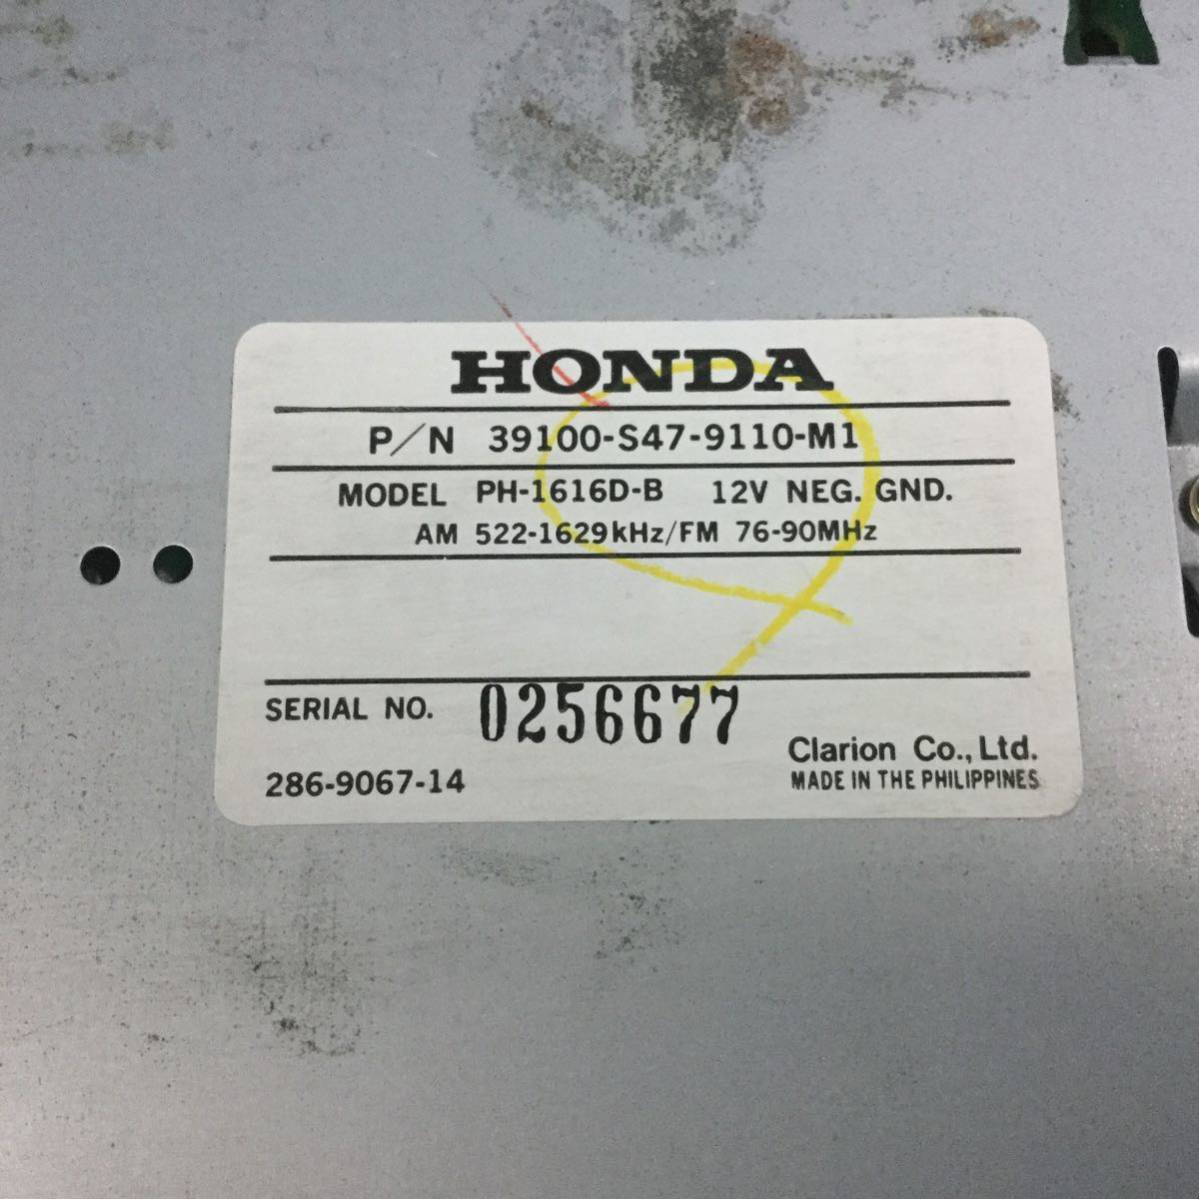 HONDA
P/N 39100-S47-9110-M1
MODEL PH-1616D-B 12V NEG. GND.
AM 522-1629kHz/FM 76-90MHz
SERIAL NO. 0256677
Clarion Co., Ltd.
286-9067-14 MADE IN THE PHILIPPINES